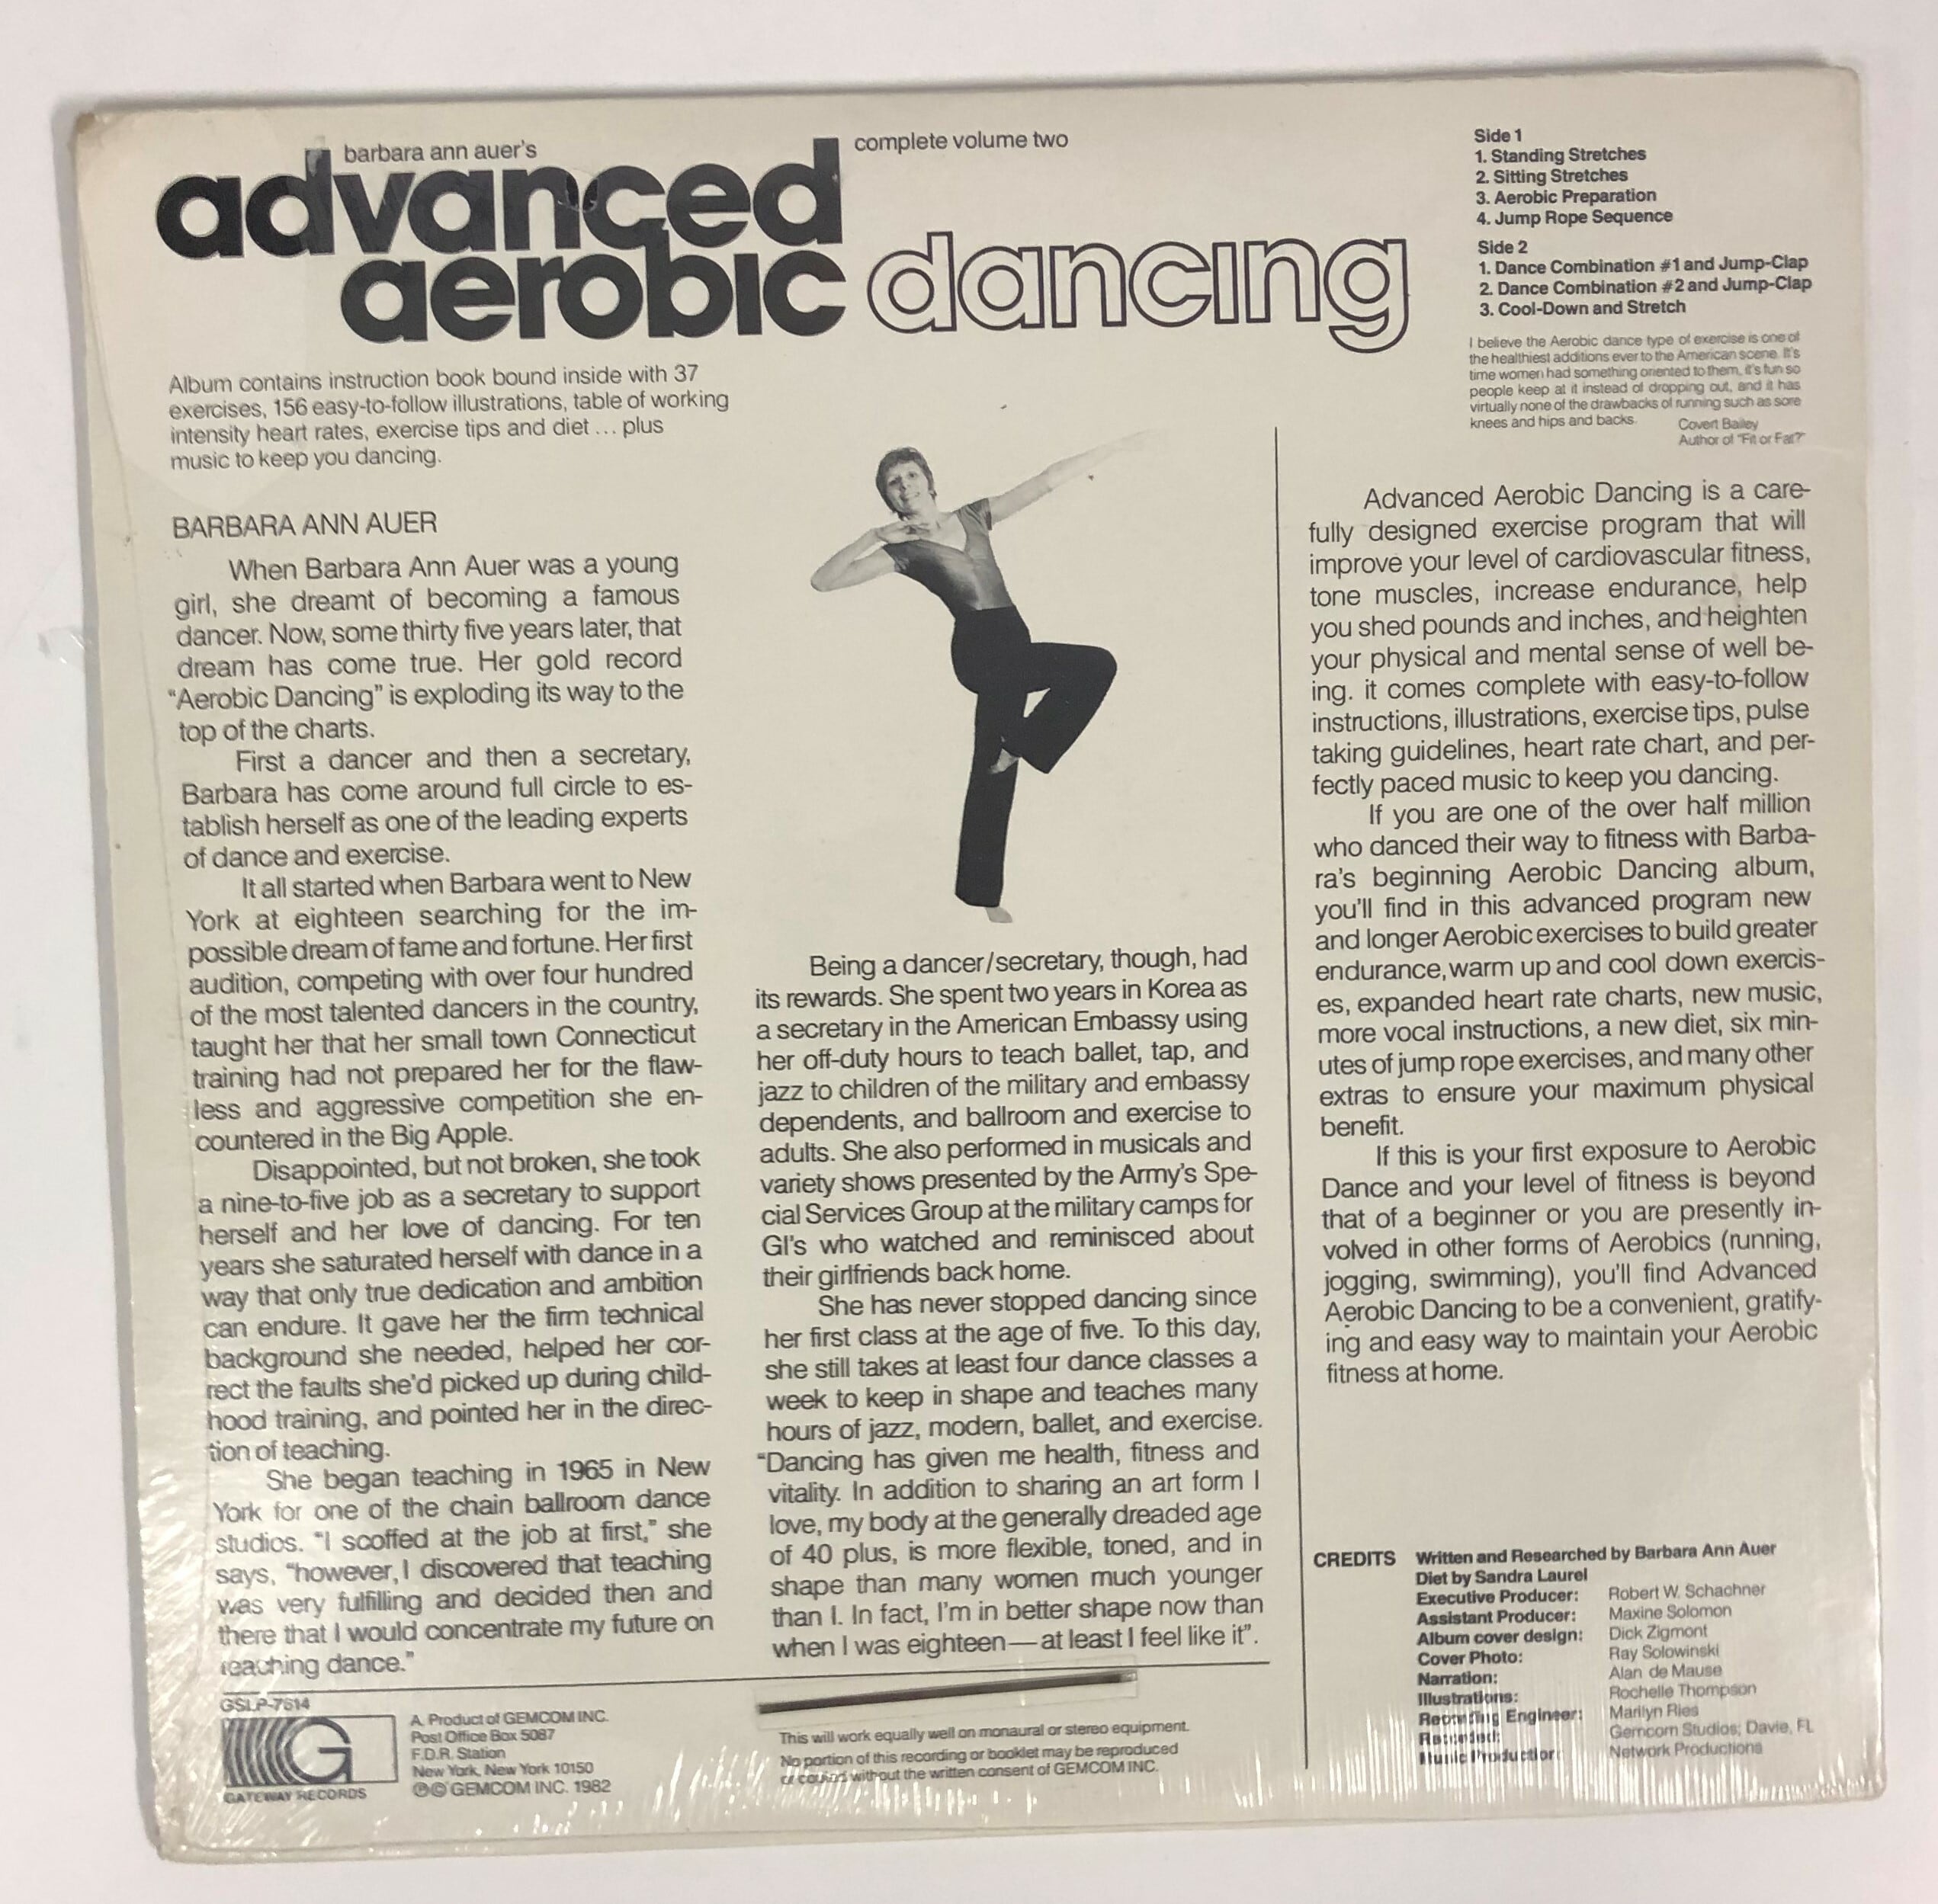 barbara ann auer's
advanced
aerobic dancing
complete volume two
Album contains instruction book bound inside with 37
exercises, 156 easy-to-follow illustrations, table of working
intensity heart rates, exercise tips and diet ... plus
music to keep you dancing.
BARBARA ANN AUER
When Barbara Ann Auer was a young
girl, she dreamt of becoming a famous
dancer. Now, some thirty five years later, that
dream has come true. Her gold record
“Aerobic Dancing” is exploding its way to the
top of the charts.
First a dancer and then a secretary,
Barbara has come around full circle to es-
tablish herself as one of the leading experts
of dance and exercise.
It all started when Barbara went to New
York at eighteen searching for the im-
possible dream of fame and fortune. Her first
audition, competing with over four hundred
of the most talented dancers in the country,
taught her that her small town Connecticut
training had not prepared her for the flaw-
less and aggressive competition she en-
countered in the Big Apple.
Disappointed, but not broken, she took
a nine-to-five job as a secretary to support
herself and her love of dancing. For ten
years she saturated herself with dance in a
way that only true dedication and ambition
can endure. It gave her the firm technical
background she needed, helped her cor-
rect the faults she'd picked up during child-
hood training, and pointed her in the direc-
tion of teaching.
She began teaching in 1965 in New
York for one of the chain ballroom dance
studios. “I scoffed at the job at first,” she
says, “however, I discovered that teaching
was very fulfilling and decided then and
there that I would concentrate my future on
teaching dance.”
Being a dancer/secretary, though, had
its rewards. She spent two years in Korea as
a secretary in the American Embassy using
her off-duty hours to teach ballet, tap, and
jazz to children of the military and embassy
dependents, and ballroom and exercise to
adults. She also performed in musicals and
variety shows presented by the Army's Spe-
cial Services Group at the military camps for
GI's who watched and reminisced about
their girlfriends back home.
She has never stopped dancing since
her first class at the age of five. To this day,
she still takes at least four dance classes a
week to keep in shape and teaches many
hours of jazz, modern, ballet, and exercise.
“Dancing has given me health, fitness and
vitality. In addition to sharing an art form I
love, my body at the generally dreaded age
of 40 plus, is more flexible, toned, and in
shape than many women much younger
than I. In fact, I'm in better shape now than
when I was eighteen—at least I feel like it”.
Side 1
1. Standing Stretches
2. Sitting Stretches
3. Aerobic Preparation
4. Jump Rope Sequence
Side 2
1. Dance Combination #1 and Jump-Clap
2. Dance Combination #2 and Jump-Clap
3. Cool-Down and Stretch
I believe the Aerobic dance type of exercise is one of
the healthiest additions ever to the American scene. It's
time women had something oriented to them, it's fun so
people keep at it instead of dropping out, and it has
virtually none of the drawbacks of running such as sore
knees and hips and backs.
Covert Bailey
Author of “Fit or Fat?”
Advanced Aerobic Dancing is a care-
fully designed exercise program that will
improve your level of cardiovascular fitness,
tone muscles, increase endurance, help
you shed pounds and inches, and heighten
your physical and mental sense of well be-
ing. it comes complete with easy-to-follow
instructions, illustrations, exercise tips, pulse
taking guidelines, heart rate chart, and per-
fectly paced music to keep you dancing.
If you are one of the over half million
who danced their way to fitness with Barba-
ra's beginning Aerobic Dancing album,
you'll find in this advanced program new
and longer Aerobic exercises to build greater
endurance, warm up and cool down exercis-
es, expanded heart rate charts, new music,
more vocal instructions, a new diet, six min-
utes of jump rope exercises, and many other
extras to ensure your maximum physical
benefit.
If this is your first exposure to Aerobic
Dance and your level of fitness is beyond
that of a beginner or you are presently in-
volved in other forms of Aerobics (running,
jogging, swimming), you'll find Advanced
Aerobic Dancing to be a convenient, gratify-
ing and easy way to maintain your Aerobic
fitness at home.
CREDITS Written and Researched by Barbara Ann Auer
Diet by Sandra Laurel
Executive Producer: Robert W. Schachner
Assistant Producer: Maxine Solomon
Album cover design: Dick Zigmont
Cover Photo: Ray Solowinski
Narration: Alan de Mause
Illustrations: Rochelle Thompson
Recording Engineer: Marilyn Ries
Recorded: Gemcom Studios; Davie, FL
Music Production: Network Productions
GSLP-7614
G
GATEWAY RECORDS
A Product of GEMCOM INC.
Post Office Box 5087
F.D.R. Station
New York, New York 10150
Ⓟ© GEMCOM INC. 1982
This will work equally well on monaural or stereo equipment.
No portion of this recording or booklet may be reproduced
or copied without the written consent of GEMCOM INC.